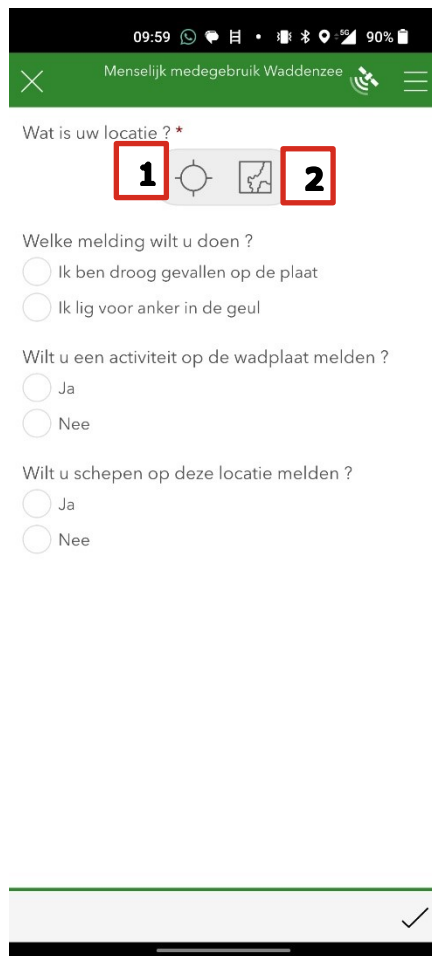 09:59 5G 90%
Menselijk medegebruik Waddenzee
Wat is uw locatie ? *
1 2
Welke melding wilt u doen ?
Ik ben droog gevallen op de plaat
Ik lig voor anker in de geul
Wilt u een activiteit op de wadplaat melden ?
Ja
Nee
Wilt u schepen op deze locatie melden ?
Ja
Nee